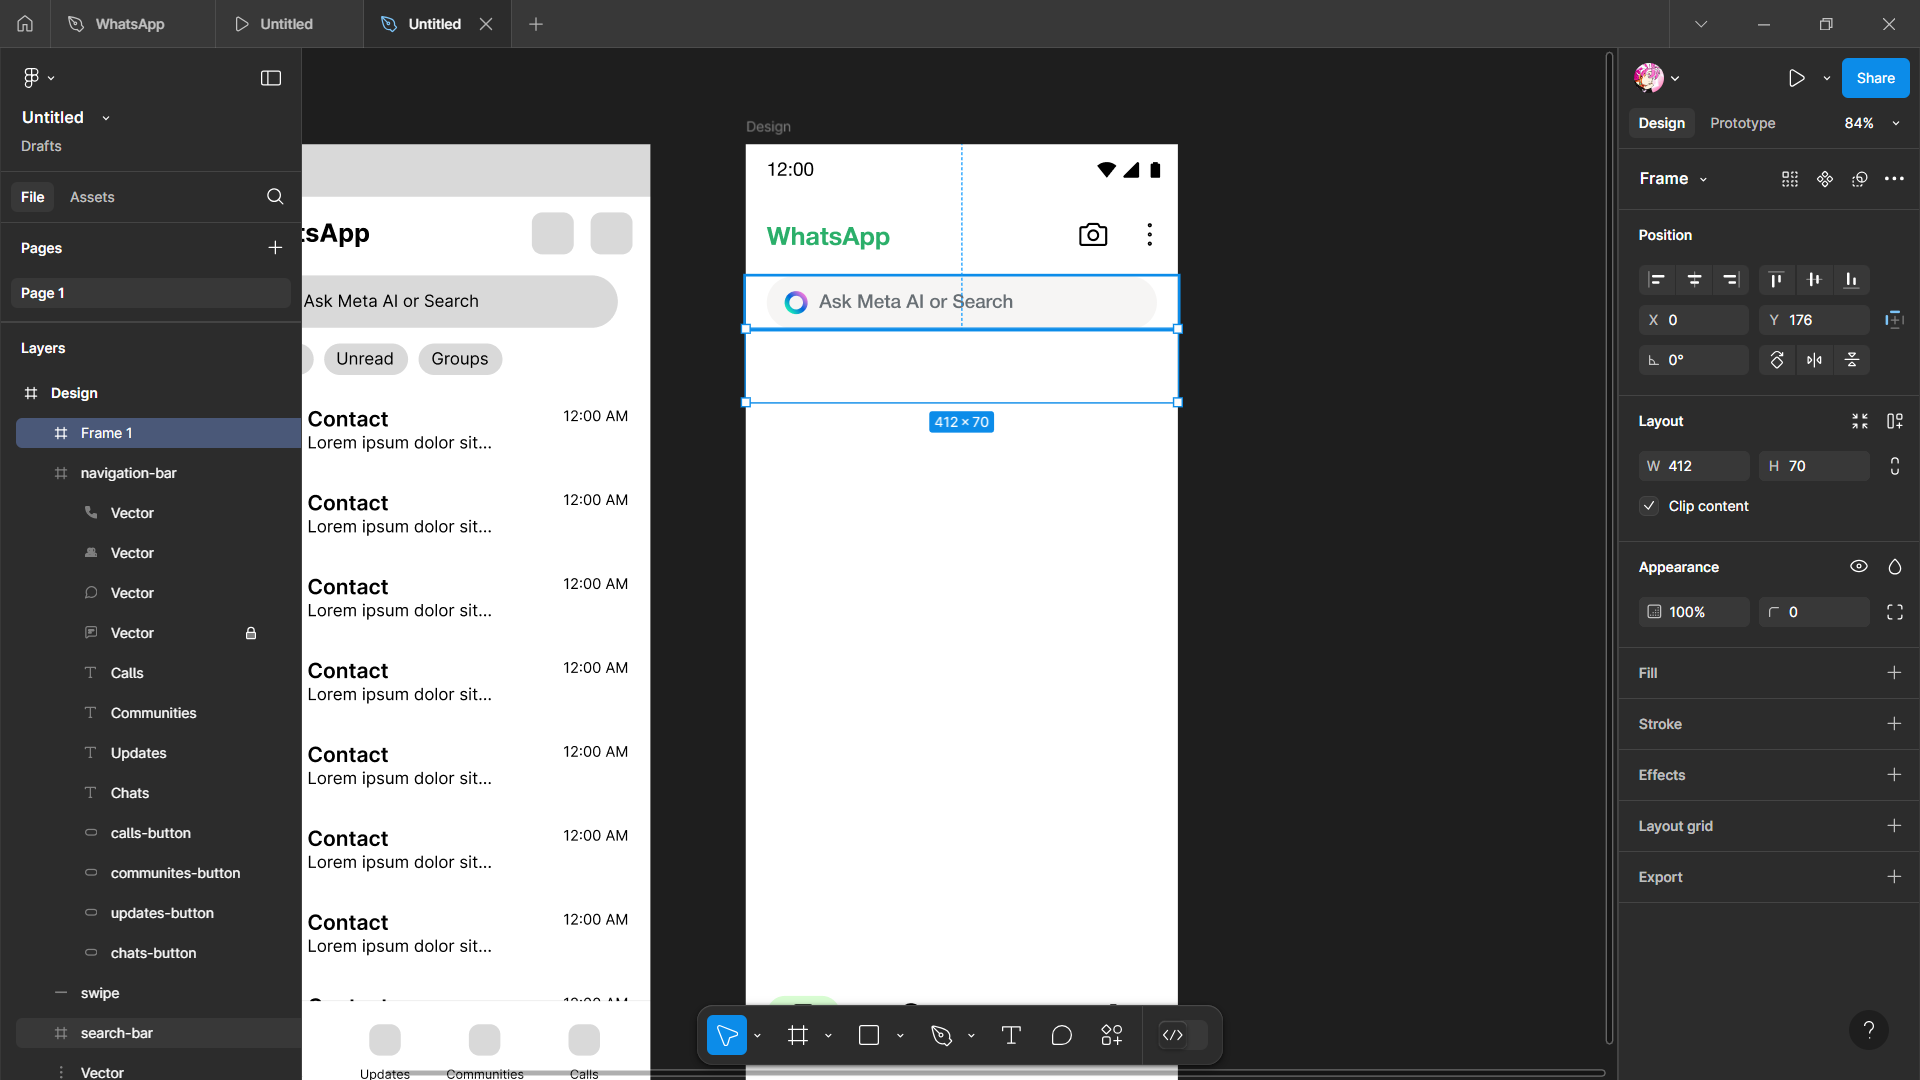 WhatsApp
Untitled
Untitled
Untitled
Drafts
File
Assets
Pages
Page 1
Layers
Design
Frame 1
navigation-bar
Vector
Vector
Vector
Vector
Calls
Communities
Updates
Chats
calls-button
communites-button
updates-button
chats-button
swipe
search-bar
Vector
tsApp
Ask Meta AI or Search
Unread
Groups
Contact
12:00 AM
Lorem ipsum dolor sit...
Contact
12:00 AM
Lorem ipsum dolor sit...
Contact
12:00 AM
Lorem ipsum dolor sit...
Contact
12:00 AM
Lorem ipsum dolor sit...
Contact
12:00 AM
Lorem ipsum dolor sit...
Contact
12:00 AM
Lorem ipsum dolor sit...
Contact
12:00 AM
Lorem ipsum dolor sit...
Updates
Communities
Calls
Design
12:00
WhatsApp
Ask Meta AI or Search
412 × 70
Share
Design
Prototype
84%
Frame
Position
X 0
Y 176
0°
Layout
W 412
H 70
Clip content
Appearance
100%
0
Fill
Stroke
Effects
Layout grid
Export
?